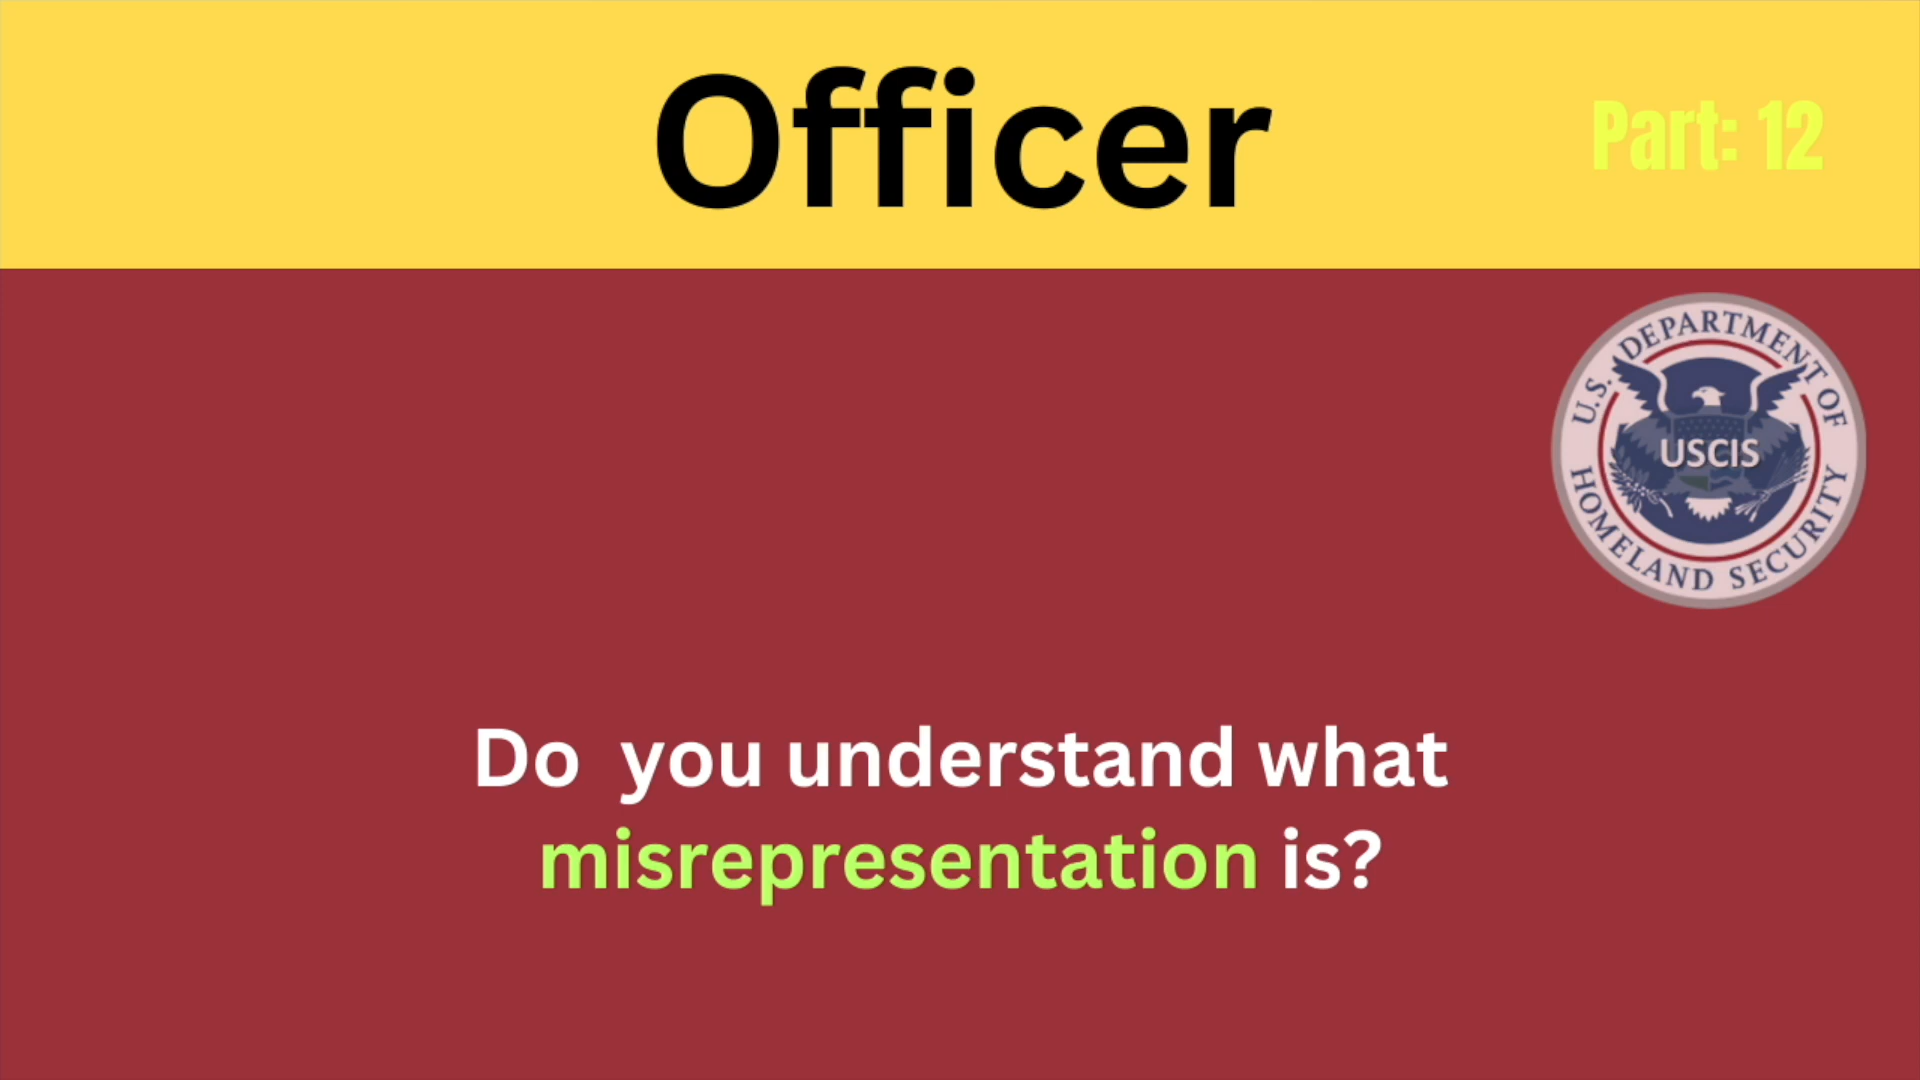 Officer
Part: 12
U.S. DEPARTMENT OF
USCIS
HOMELAND SECURITY
Do  you understand what
misrepresentation is?